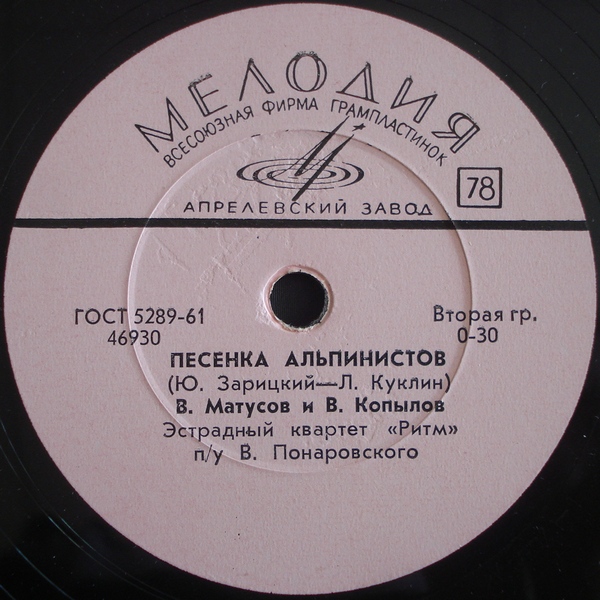 МЕЛОДИЯ
ВСЕСОЮЗНАЯ ФИРМА ГРАМПЛАСТИНОК
78
АПРЕЛЕВСКИЙ ЗАВОД
ГОСТ 5289-61
46930
Вторая гр.
0-30
ПЕСЕНКА АЛЬПИНИСТОВ
(Ю. Зарицкий—Л. Куклин)
В. Матусов и В. Копылов
Эстрадный квартет «Ритм»
п/у В. Понаровского